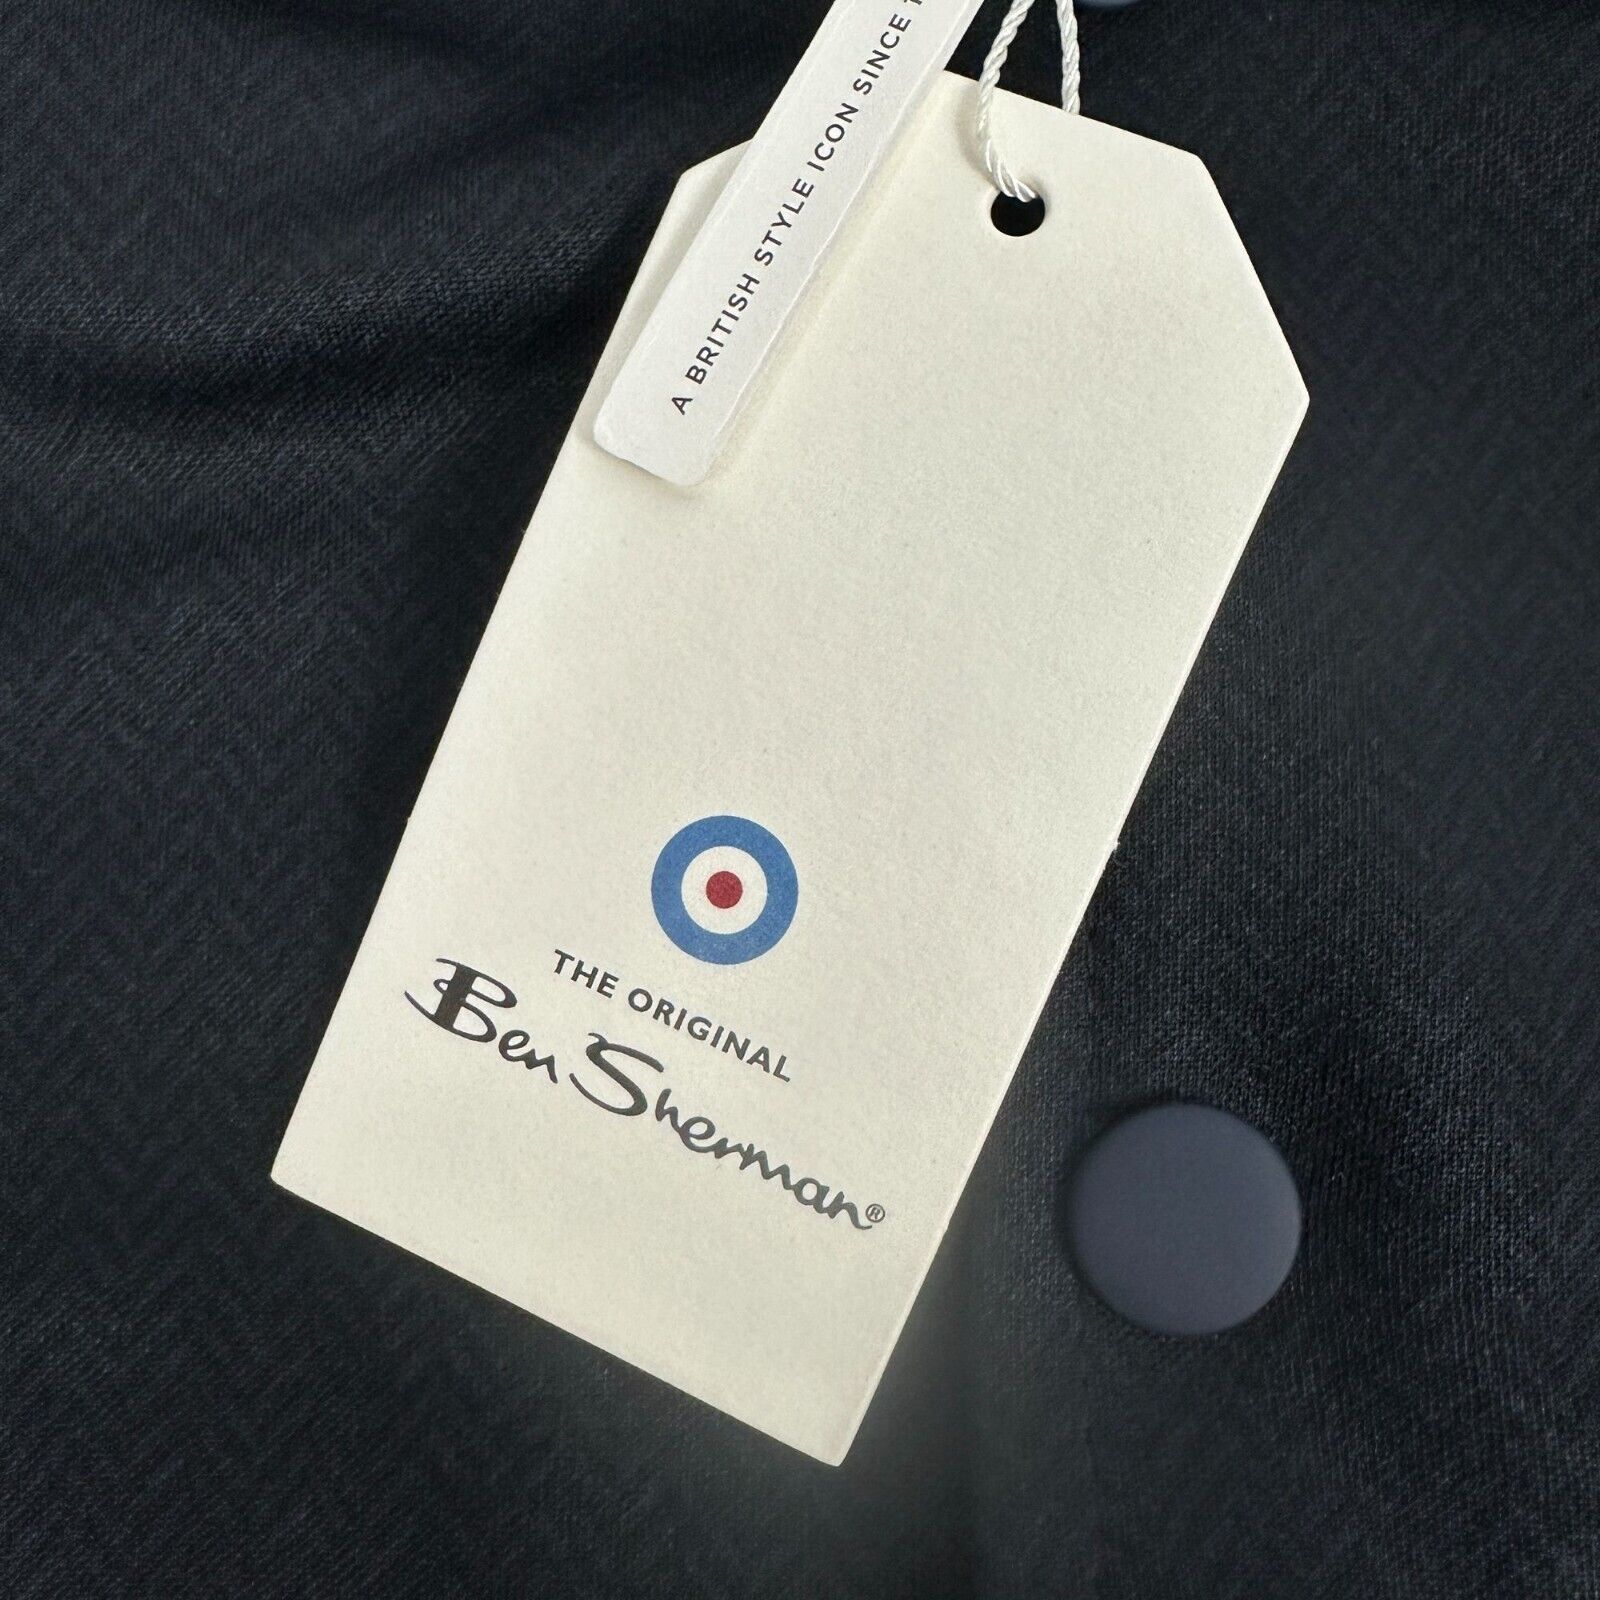 A BRITISH STYLE ICON SINCE
THE ORIGINAL
Ben Sherman®